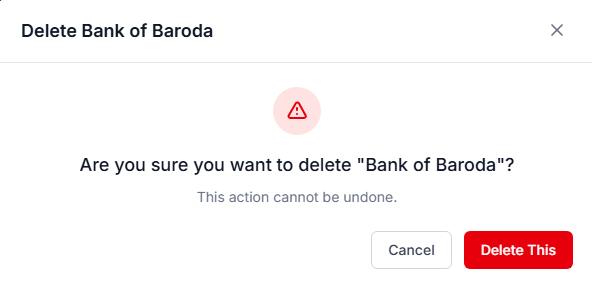 Delete Bank of Baroda
Are you sure you want to delete "Bank of Baroda"?
This action cannot be undone.
Cancel
Delete This